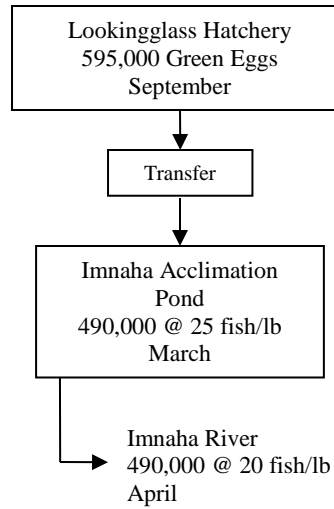 Lookingglass Hatchery
595,000 Green Eggs
September
Transfer
Imnaha Acclimation
Pond
490,000 @ 25 fish/lb
March
Imnaha River
490,000 @ 20 fish/lb
April